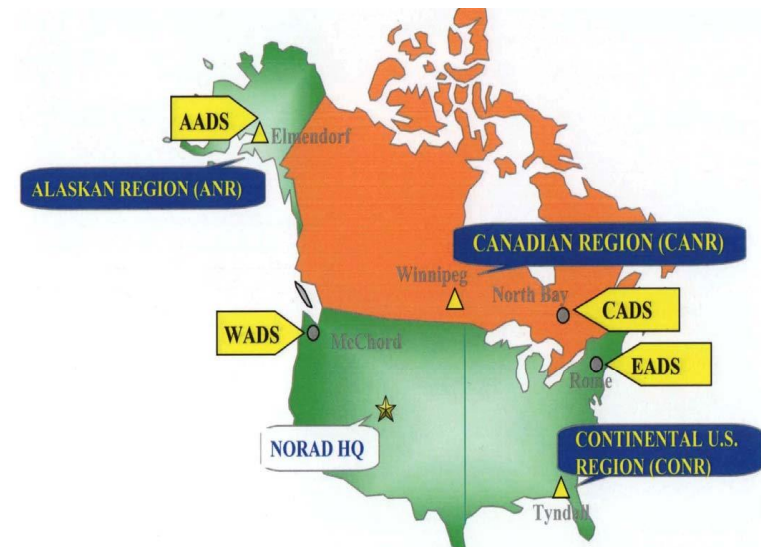 AADS
Elmendorf
ALASKAN REGION (ANR)
CANADIAN REGION (CANR)
Winnipeg
North Bay
CADS
WADS
McChord
EADS
Rome
NORAD HQ
CONTINENTAL U.S.
REGION (CONR)
Tyndall